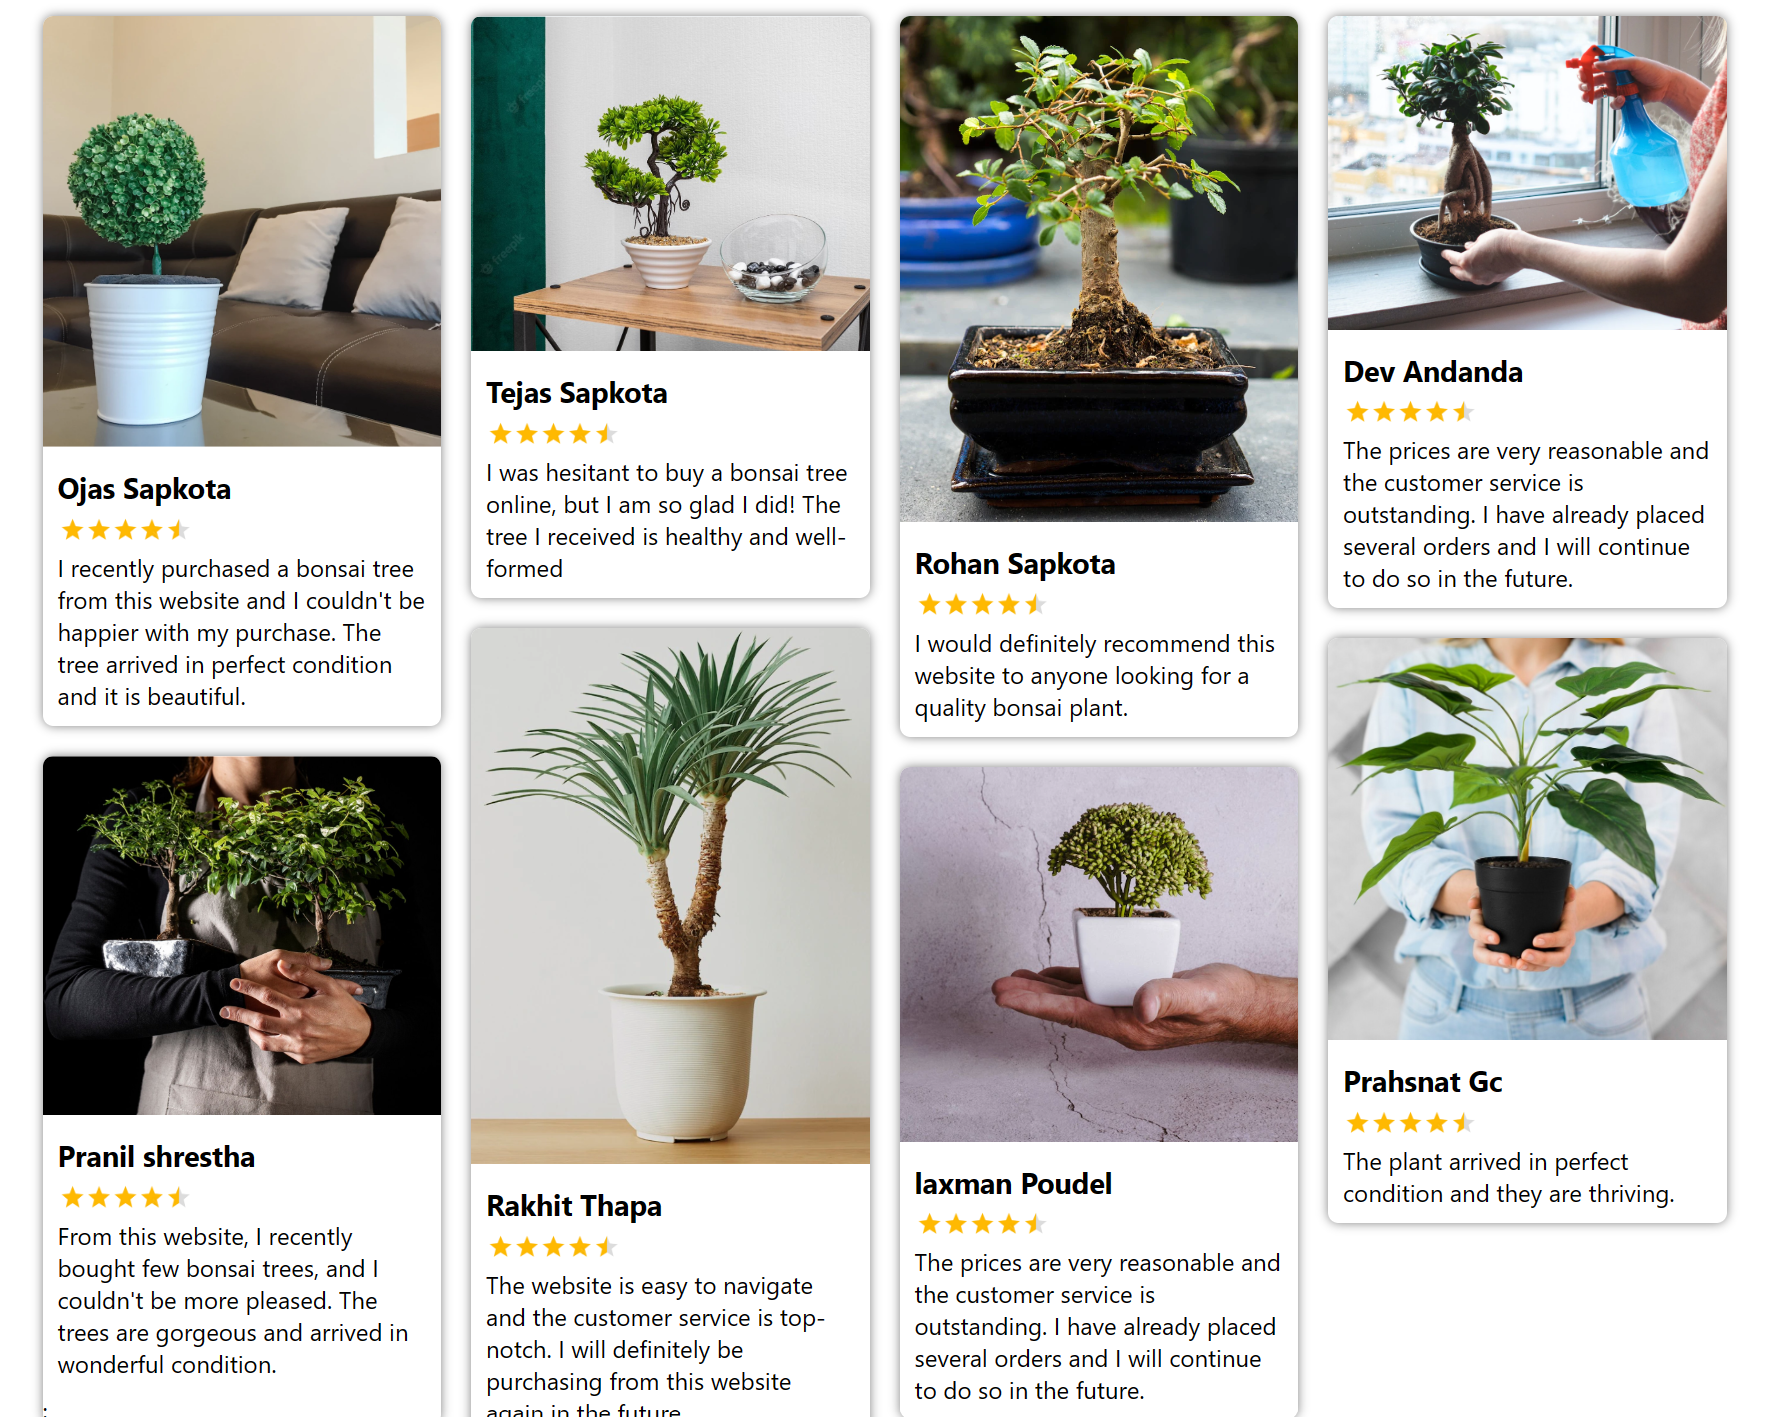 Ojas Sapkota
I recently purchased a bonsai tree
from this website and I couldn't be
happier with my purchase. The
tree arrived in perfect condition
and it is beautiful.
Pranil shrestha
From this website, I recently
bought few bonsai trees, and I
couldn't be more pleased. The
trees are gorgeous and arrived in
wonderful condition.
:
Tejas Sapkota
I was hesitant to buy a bonsai tree
online, but I am so glad I did! The
tree I received is healthy and well-
formed
Rakhit Thapa
The website is easy to navigate
and the customer service is top-
notch. I will definitely be
purchasing from this website
again in the future.
Rohan Sapkota
I would definitely recommend this
website to anyone looking for a
quality bonsai plant.
laxman Poudel
The prices are very reasonable and
the customer service is
outstanding. I have already placed
several orders and I will continue
to do so in the future.
Dev Andanda
The prices are very reasonable and
the customer service is
outstanding. I have already placed
several orders and I will continue
to do so in the future.
Prahsnat Gc
The plant arrived in perfect
condition and they are thriving.